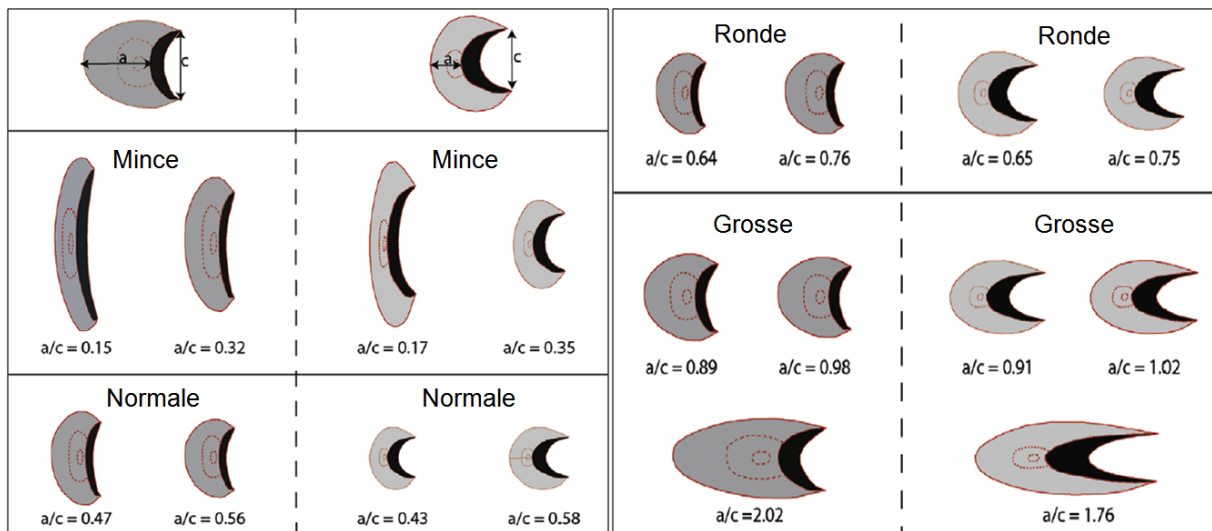 a c
a c
Mince
Mince
a/c = 0.15 a/c = 0.32
a/c = 0.17 a/c = 0.35
Normale
Normale
a/c = 0.47 a/c = 0.56
a/c = 0.43 a/c = 0.58
Ronde
Ronde
a/c = 0.64 a/c = 0.76
a/c = 0.65 a/c = 0.75
Grosse
Grosse
a/c = 0.89 a/c = 0.98
a/c = 0.91 a/c = 1.02
a/c =2.02
a/c = 1.76